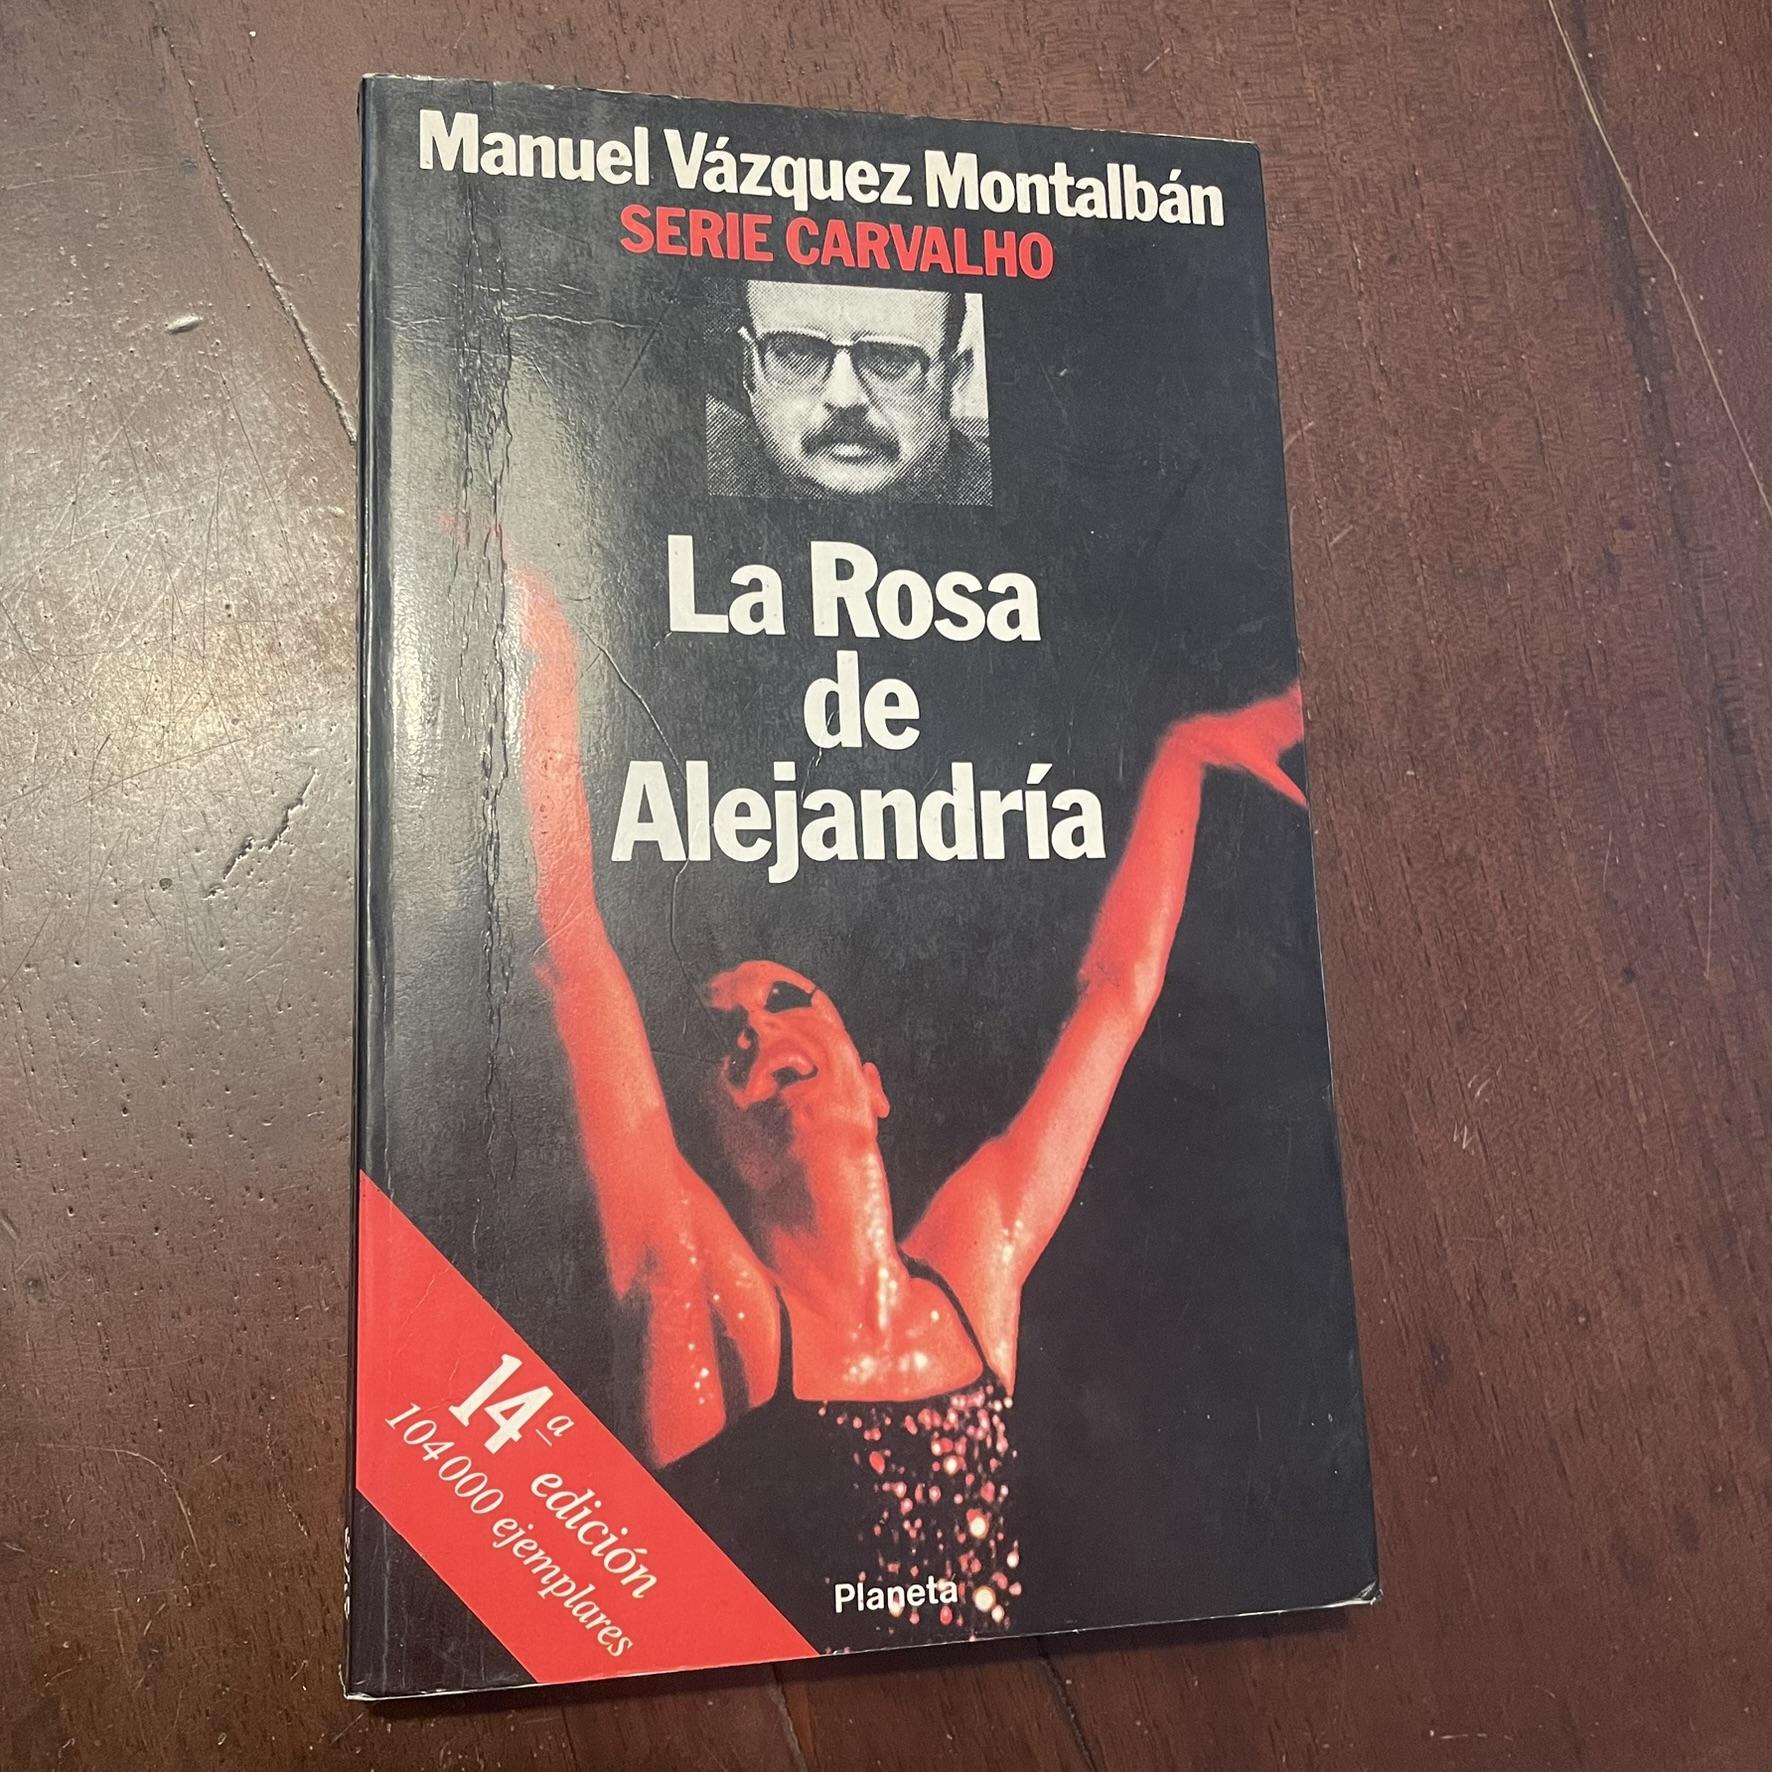 Manuel Vázquez Montalbán
SERIE CARVALHO
La Rosa
de
Alejandría
14ª edición
104 000 ejemplares
Planeta